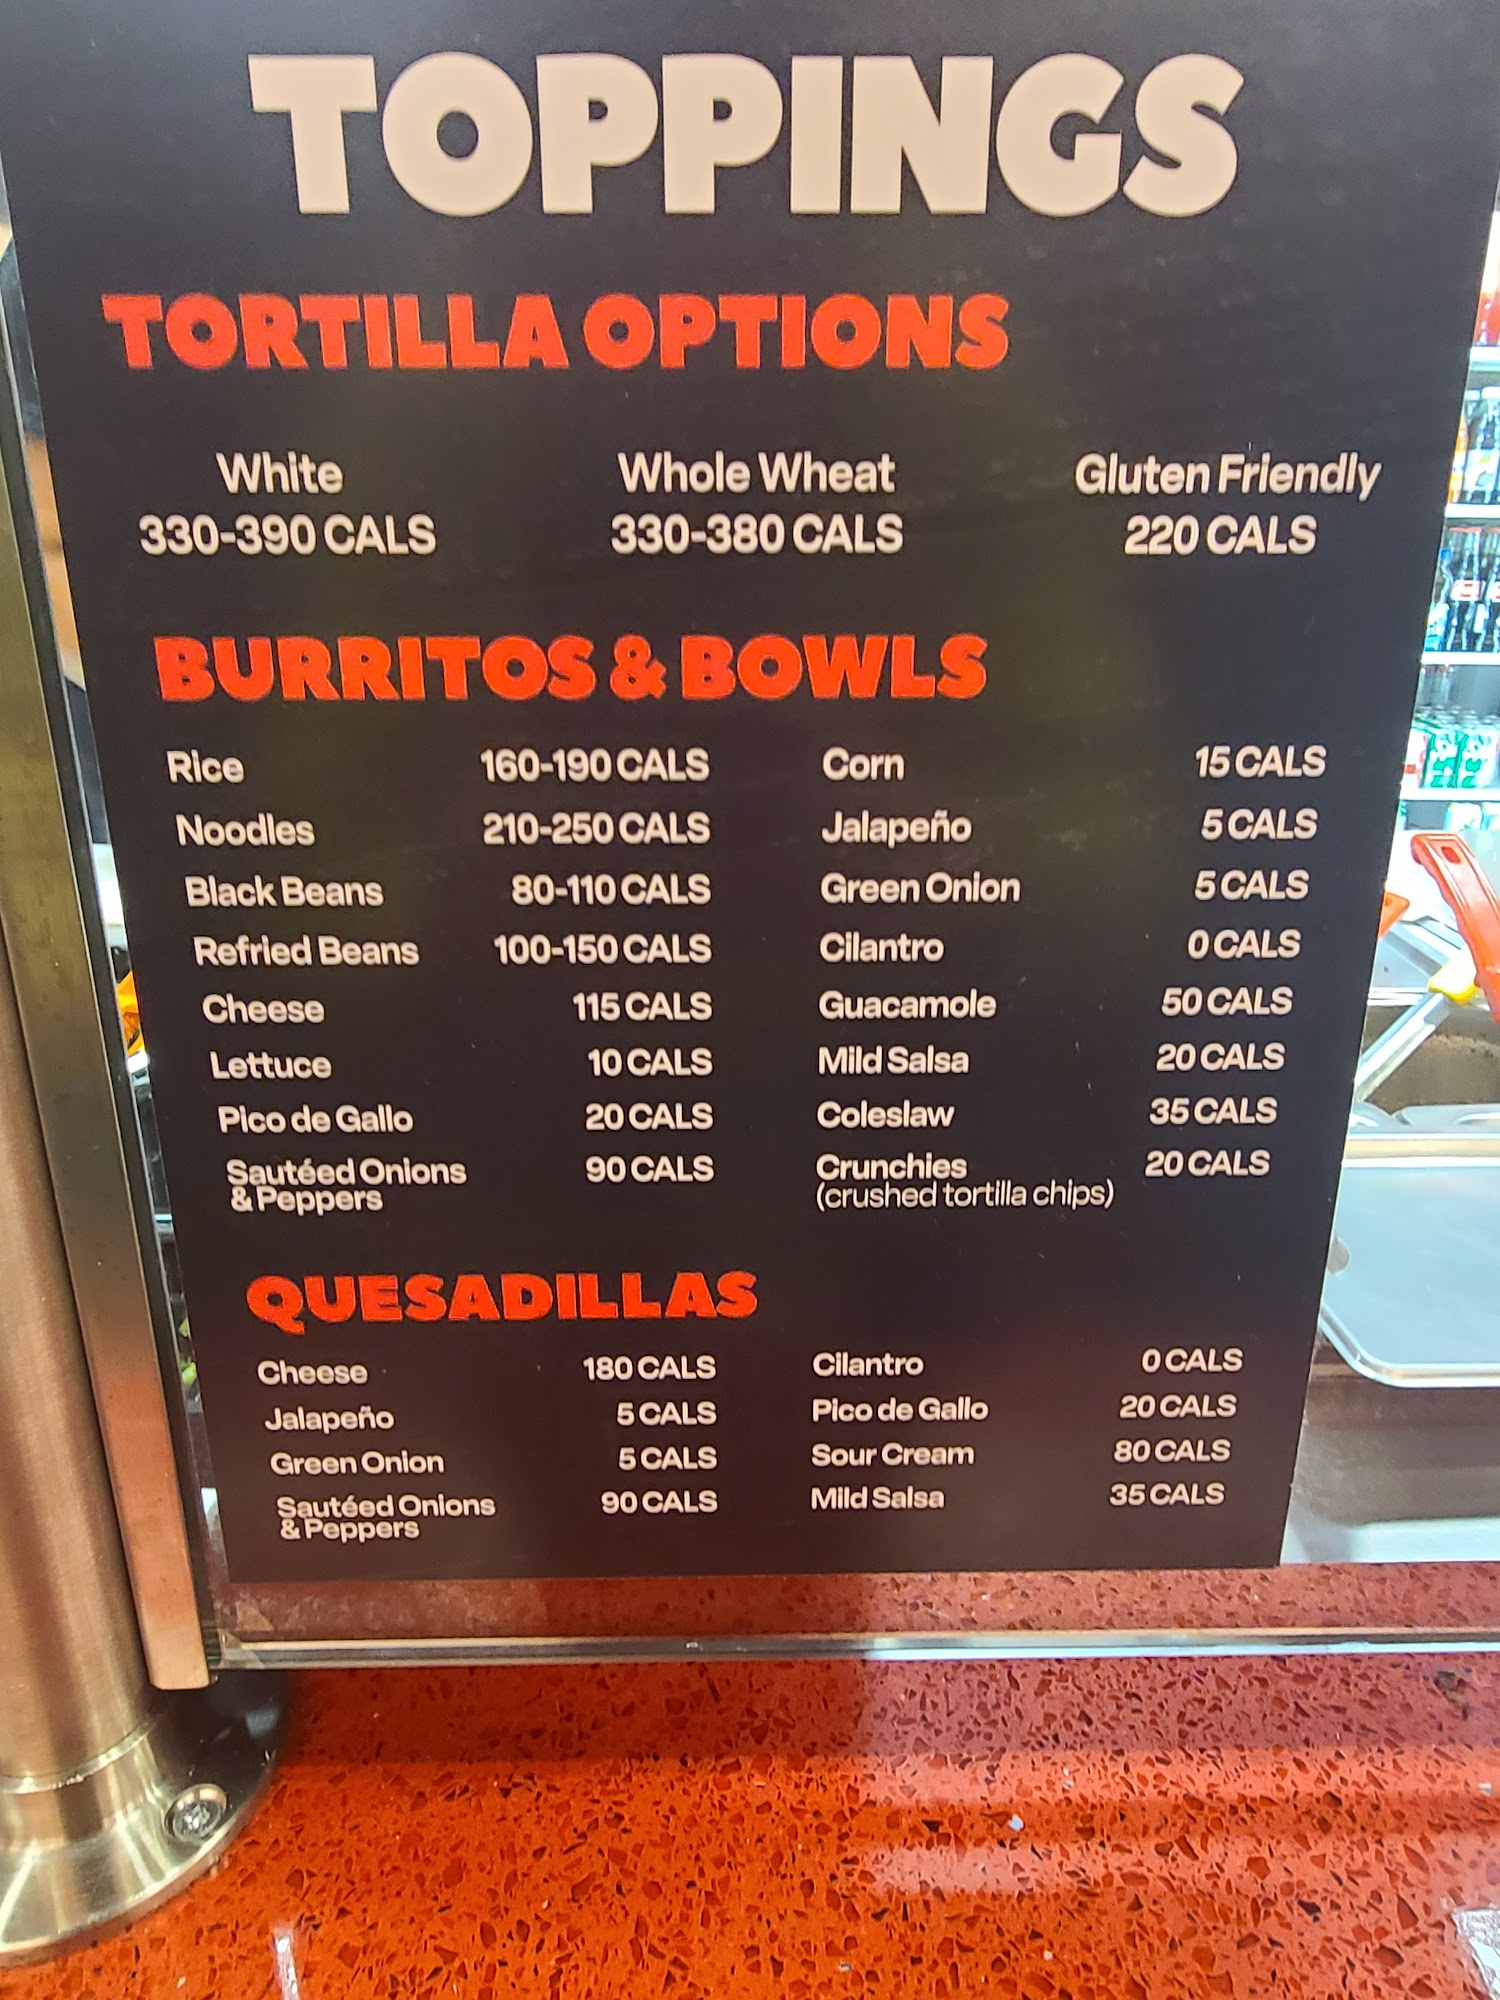 TOPPINGS
TORTILLA OPTIONS
White Whole Wheat Gluten Friendly
330-390 CALS 330-380 CALS 220 CALS
BURRITOS & BOWLS
Rice 160-190 CALS
Noodles 210-250 CALS
Black Beans 80-110 CALS
Refried Beans 100-150 CALS
Cheese 115 CALS
Lettuce 10 CALS
Pico de Gallo 20 CALS
Sautéed Onions 90 CALS
& Peppers
Corn 15 CALS
Jalapeño 5 CALS
Green Onion 5 CALS
Cilantro 0 CALS
Guacamole 50 CALS
Mild Salsa 20 CALS
Coleslaw 35 CALS
Crunchies 20 CALS
(crushed tortilla chips)
QUESADILLAS
Cheese 180 CALS
Jalapeño 5 CALS
Green Onion 5 CALS
Sautéed Onions 90 CALS
& Peppers
Cilantro 0 CALS
Pico de Gallo 20 CALS
Sour Cream 80 CALS
Mild Salsa 35 CALS